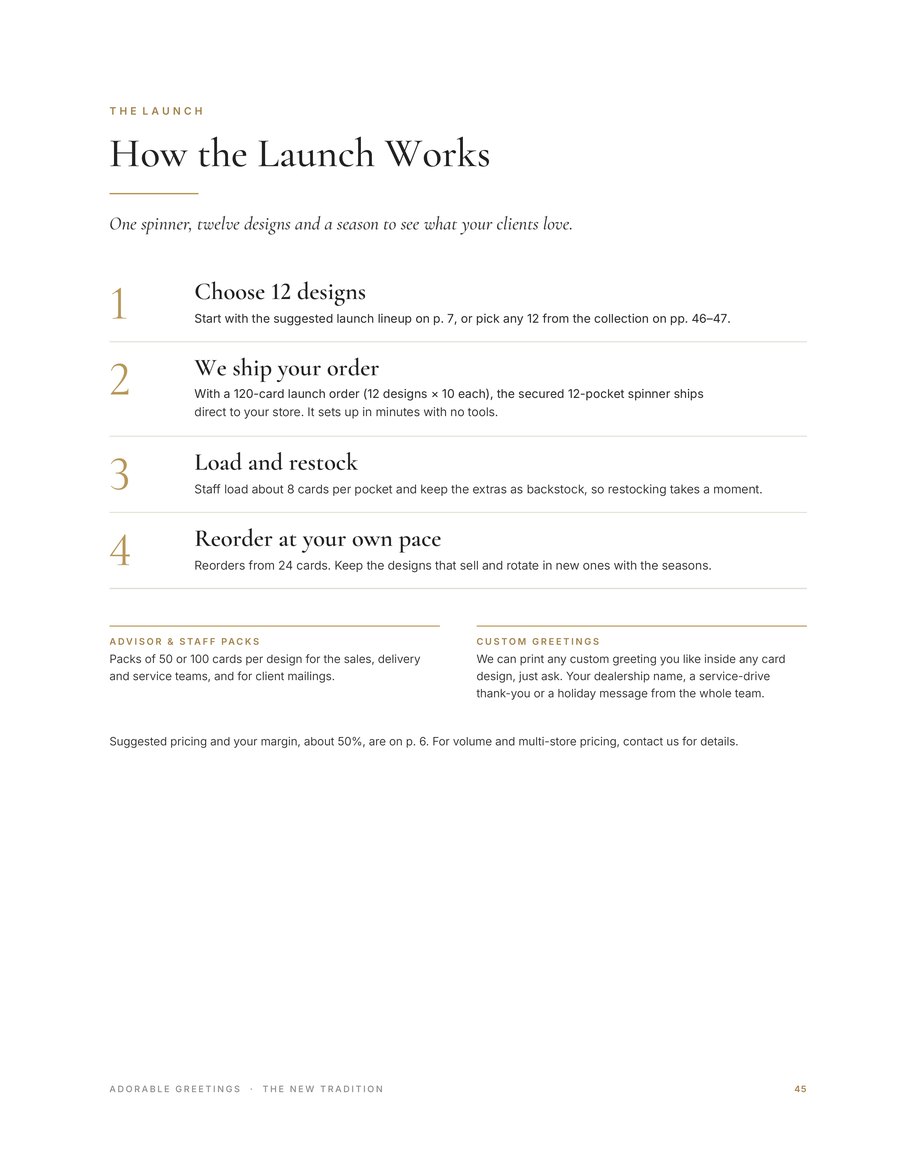 THE LAUNCH
How the Launch Works
One spinner, twelve designs and a season to see what your clients love.
1
Choose 12 designs
Start with the suggested launch lineup on p. 7, or pick any 12 from the collection on pp. 46–47.
2
We ship your order
With a 120-card launch order (12 designs × 10 each), the secured 12-pocket spinner ships
direct to your store. It sets up in minutes with no tools.
3
Load and restock
Staff load about 8 cards per pocket and keep the extras as backstock, so restocking takes a moment.
4
Reorder at your own pace
Reorders from 24 cards. Keep the designs that sell and rotate in new ones with the seasons.
ADVISOR & STAFF PACKS
Packs of 50 or 100 cards per design for the sales, delivery
and service teams, and for client mailings.
CUSTOM GREETINGS
We can print any custom greeting you like inside any card
design, just ask. Your dealership name, a service-drive
thank-you or a holiday message from the whole team.
Suggested pricing and your margin, about 50%, are on p. 6. For volume and multi-store pricing, contact us for details.
ADORABLE GREETINGS · THE NEW TRADITION
45